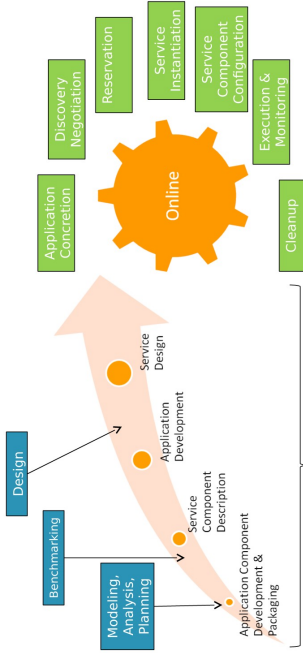 Design
Benchmarking
Modeling,
Analysis,
Planning
Application Component
Development &
Packaging
Service
Component
Description
Application
Development
Service
Design
Online
Application
Concretion
Discovery
Negotiation
Reservation
Service
Instantiation
Service
Component
Configuration
Execution &
Monitoring
Cleanup